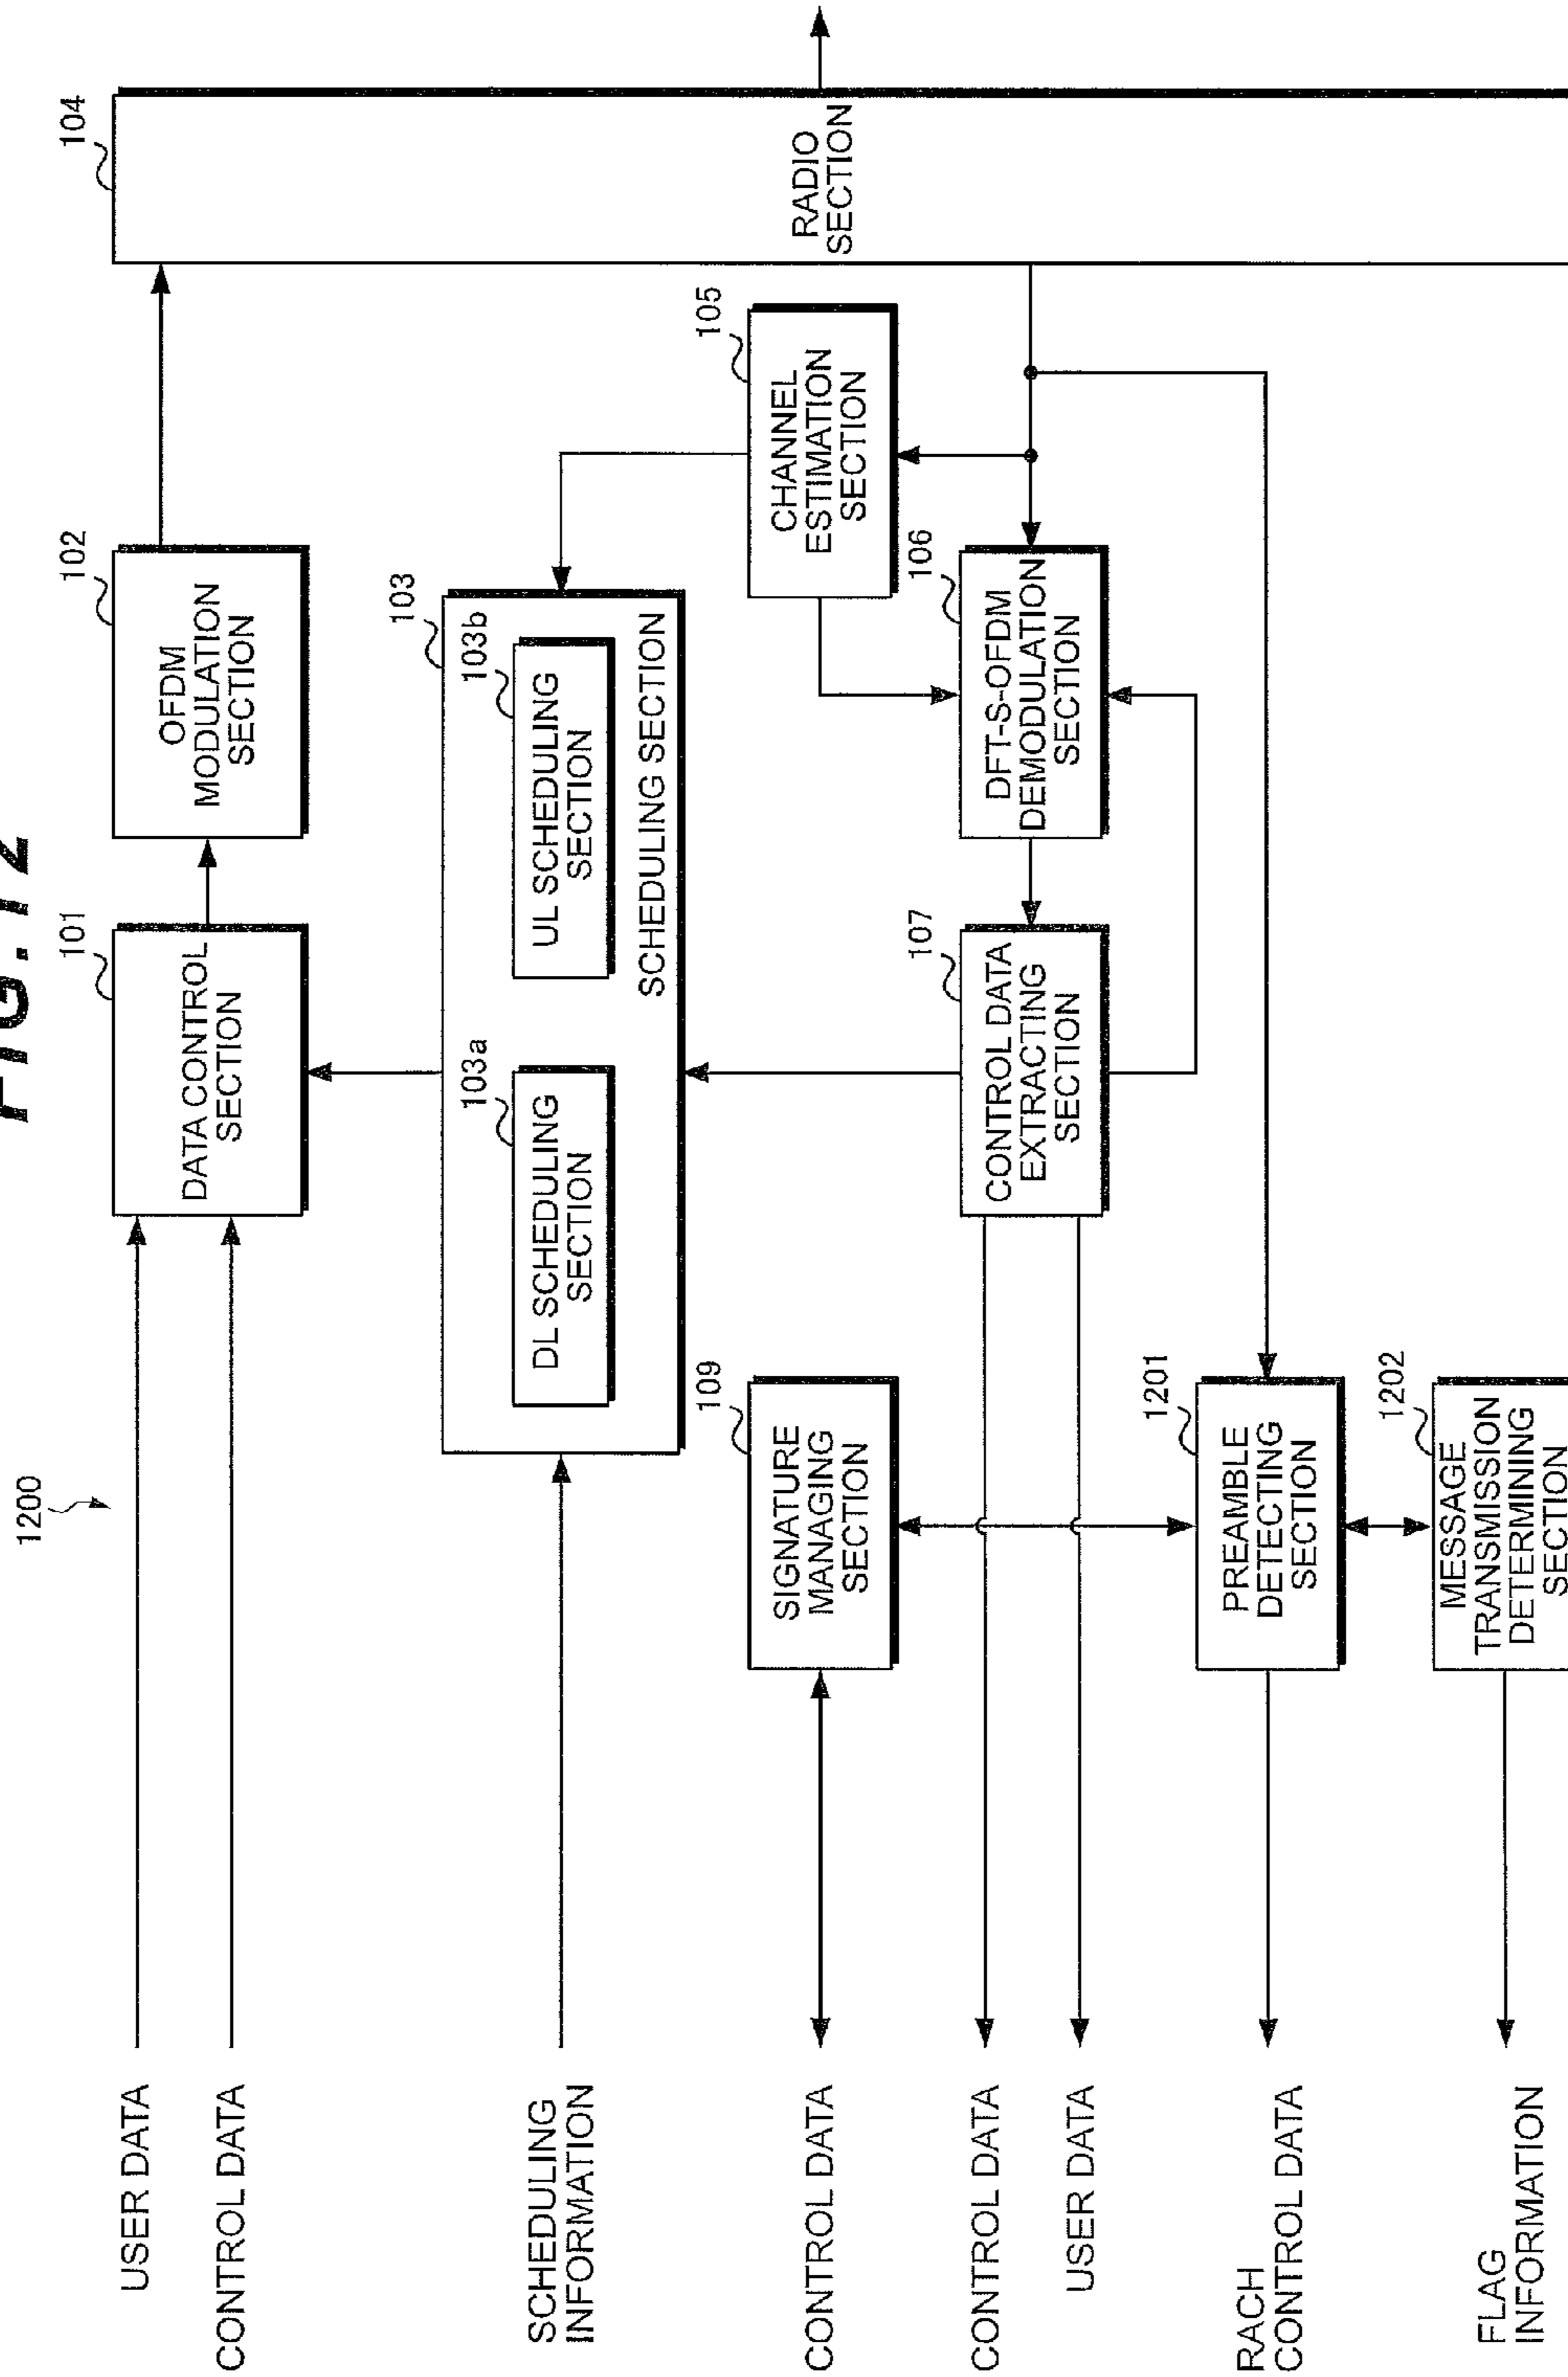 FIG. 12
1200
USER DATA
CONTROL DATA
SCHEDULING
INFORMATION
CONTROL DATA
CONTROL DATA
USER DATA
RACH
CONTROL DATA
FLAG
INFORMATION
101
DATA CONTROL
SECTION
102
OFDM
MODULATION
SECTION
104
RADIO
SECTION
103
103a
DL SCHEDULING
SECTION
103b
UL SCHEDULING
SECTION
SCHEDULING SECTION
105
CHANNEL
ESTIMATION
SECTION
109
SIGNATURE
MANAGING
SECTION
107
CONTROL DATA
EXTRACTING
SECTION
106
DFT-S-OFDM
DEMODULATION
SECTION
1201
PREAMBLE
DETECTING
SECTION
1202
MESSAGE
TRANSMISSION
DETERMINING
SECTION